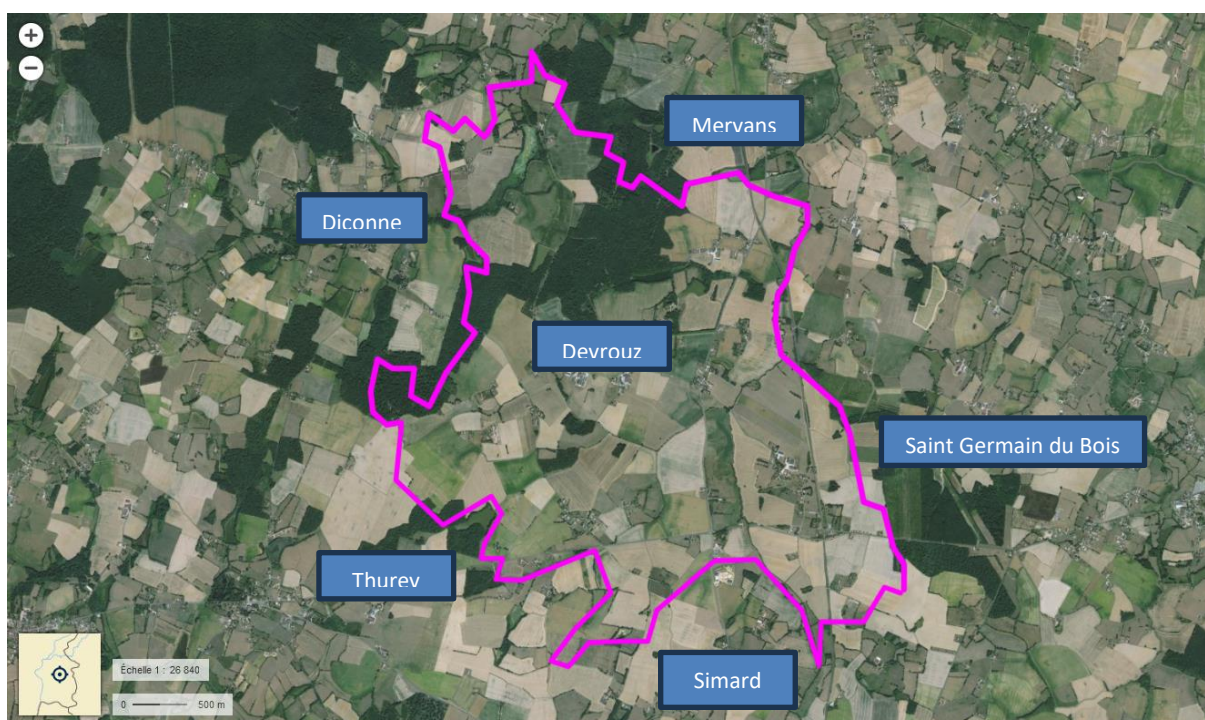 +
−
Mervans
Diconne
Devrouz
Saint Germain du Bois
Thurey
Simard
Échelle 1 : 26 840
0 500 m